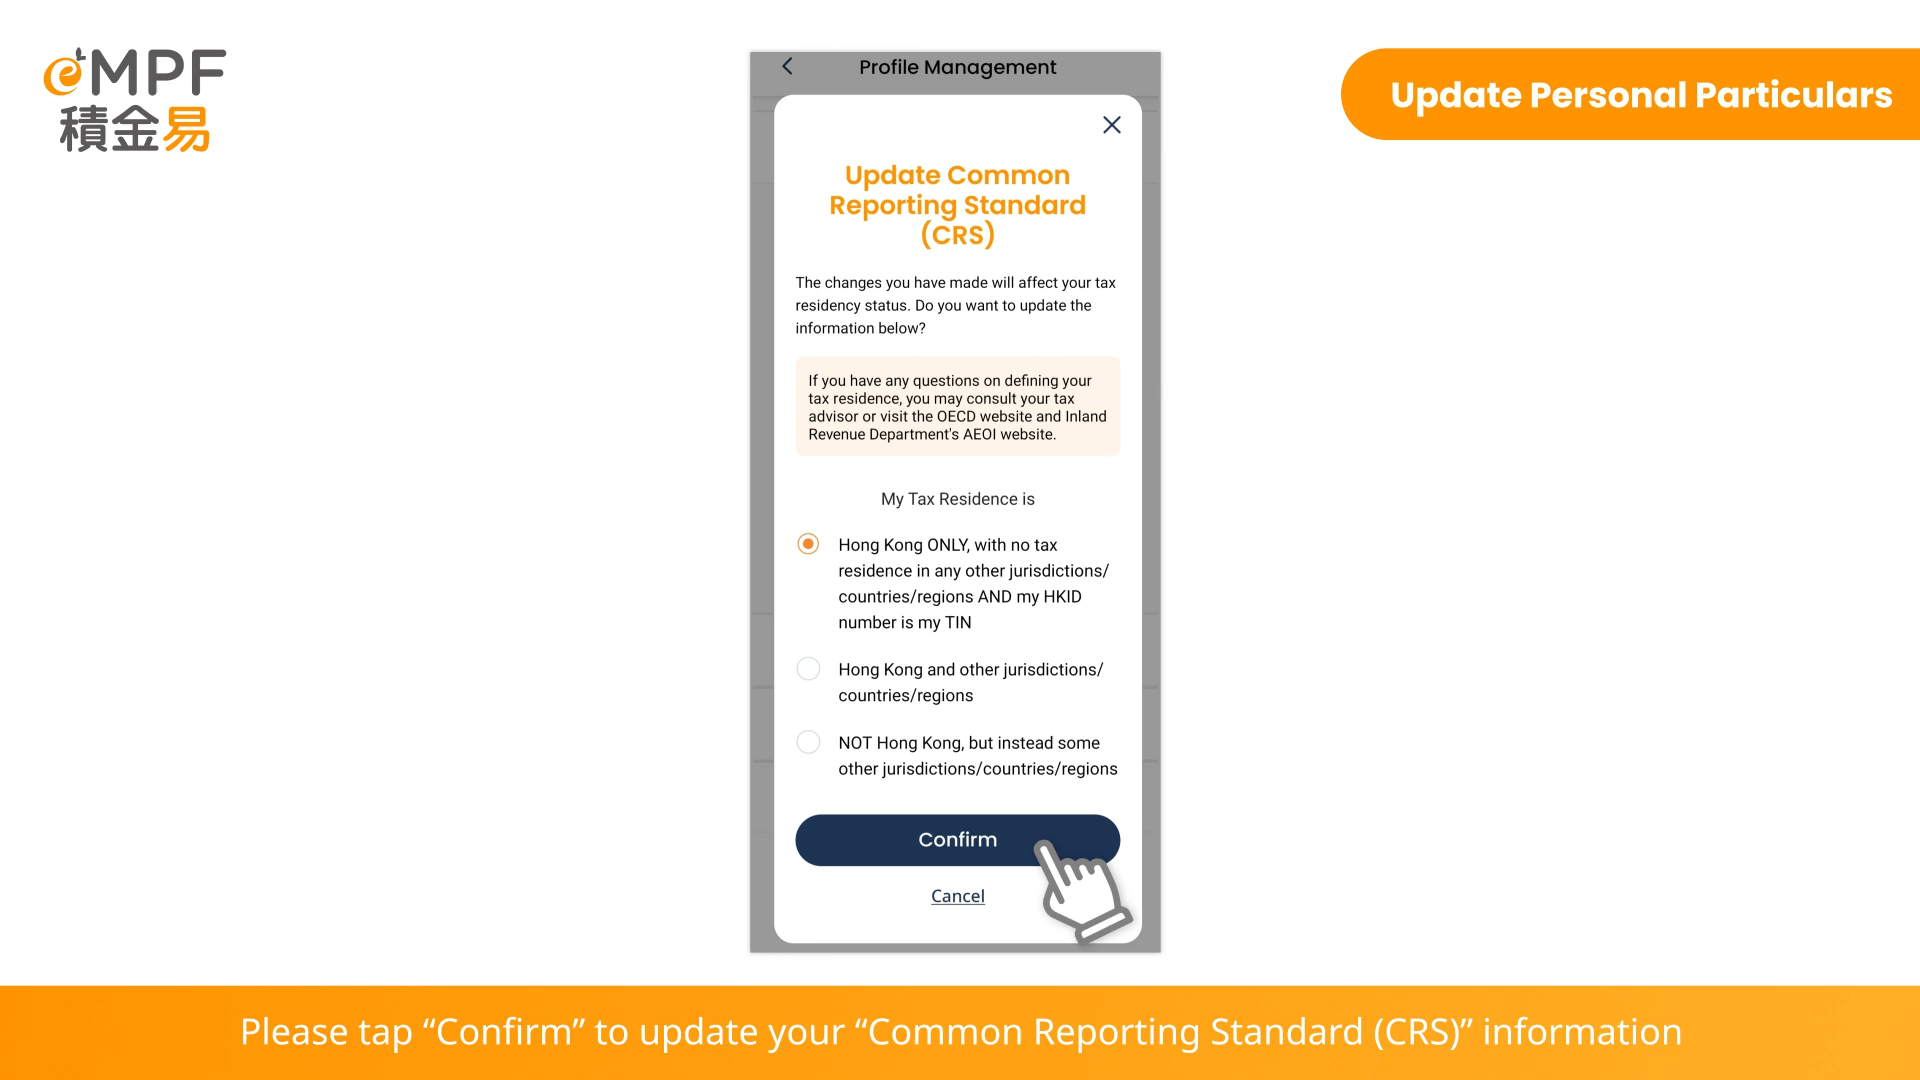 eMPF
積金易
Update Personal Particulars
Profile Management
Update Common
Reporting Standard
(CRS)
The changes you have made will affect your tax
residency status. Do you want to update the
information below?
If you have any questions on defining your
tax residence, you may consult your tax
advisor or visit the OECD website and Inland
Revenue Department's AEOI website.
My Tax Residence is
Hong Kong ONLY, with no tax
residence in any other jurisdictions/
countries/regions AND my HKID
number is my TIN
Hong Kong and other jurisdictions/
countries/regions
NOT Hong Kong, but instead some
other jurisdictions/countries/regions
Confirm
Cancel
Please tap “Confirm” to update your “Common Reporting Standard (CRS)” information